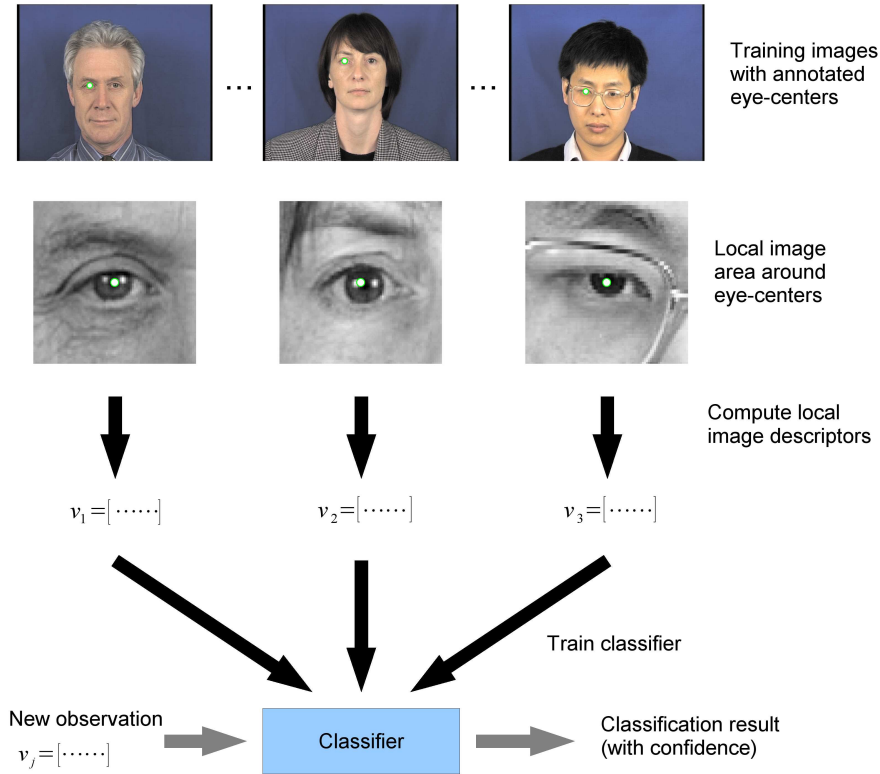 Training images
with annotated
eye-centers
...
...
Local image
area around
eye-centers
Compute local
image descriptors
v₁=[⋯⋯]
v₂=[⋯⋯]
v₃=[⋯⋯]
Train classifier
New observation
vⱼ=[⋯⋯]
Classifier
Classification result
(with confidence)